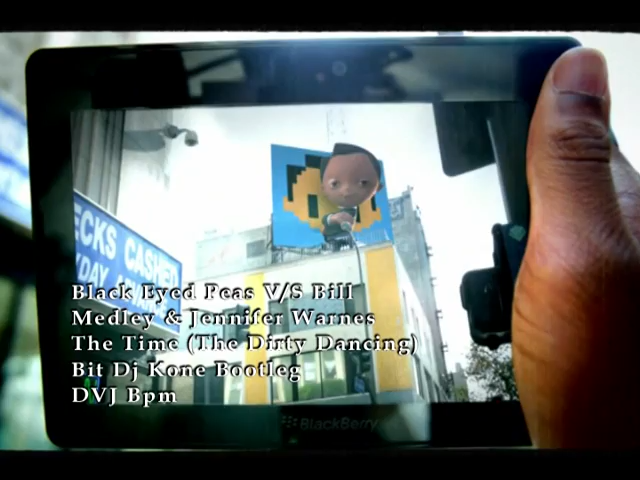 ECKS CASHED
Black Eyed Peas V/S Bill
Medley & Jennifer Warnes
The Time (The Dirty Dancing)
Bit Dj Kone Bootleg
DVJ Bpm
BlackBerry